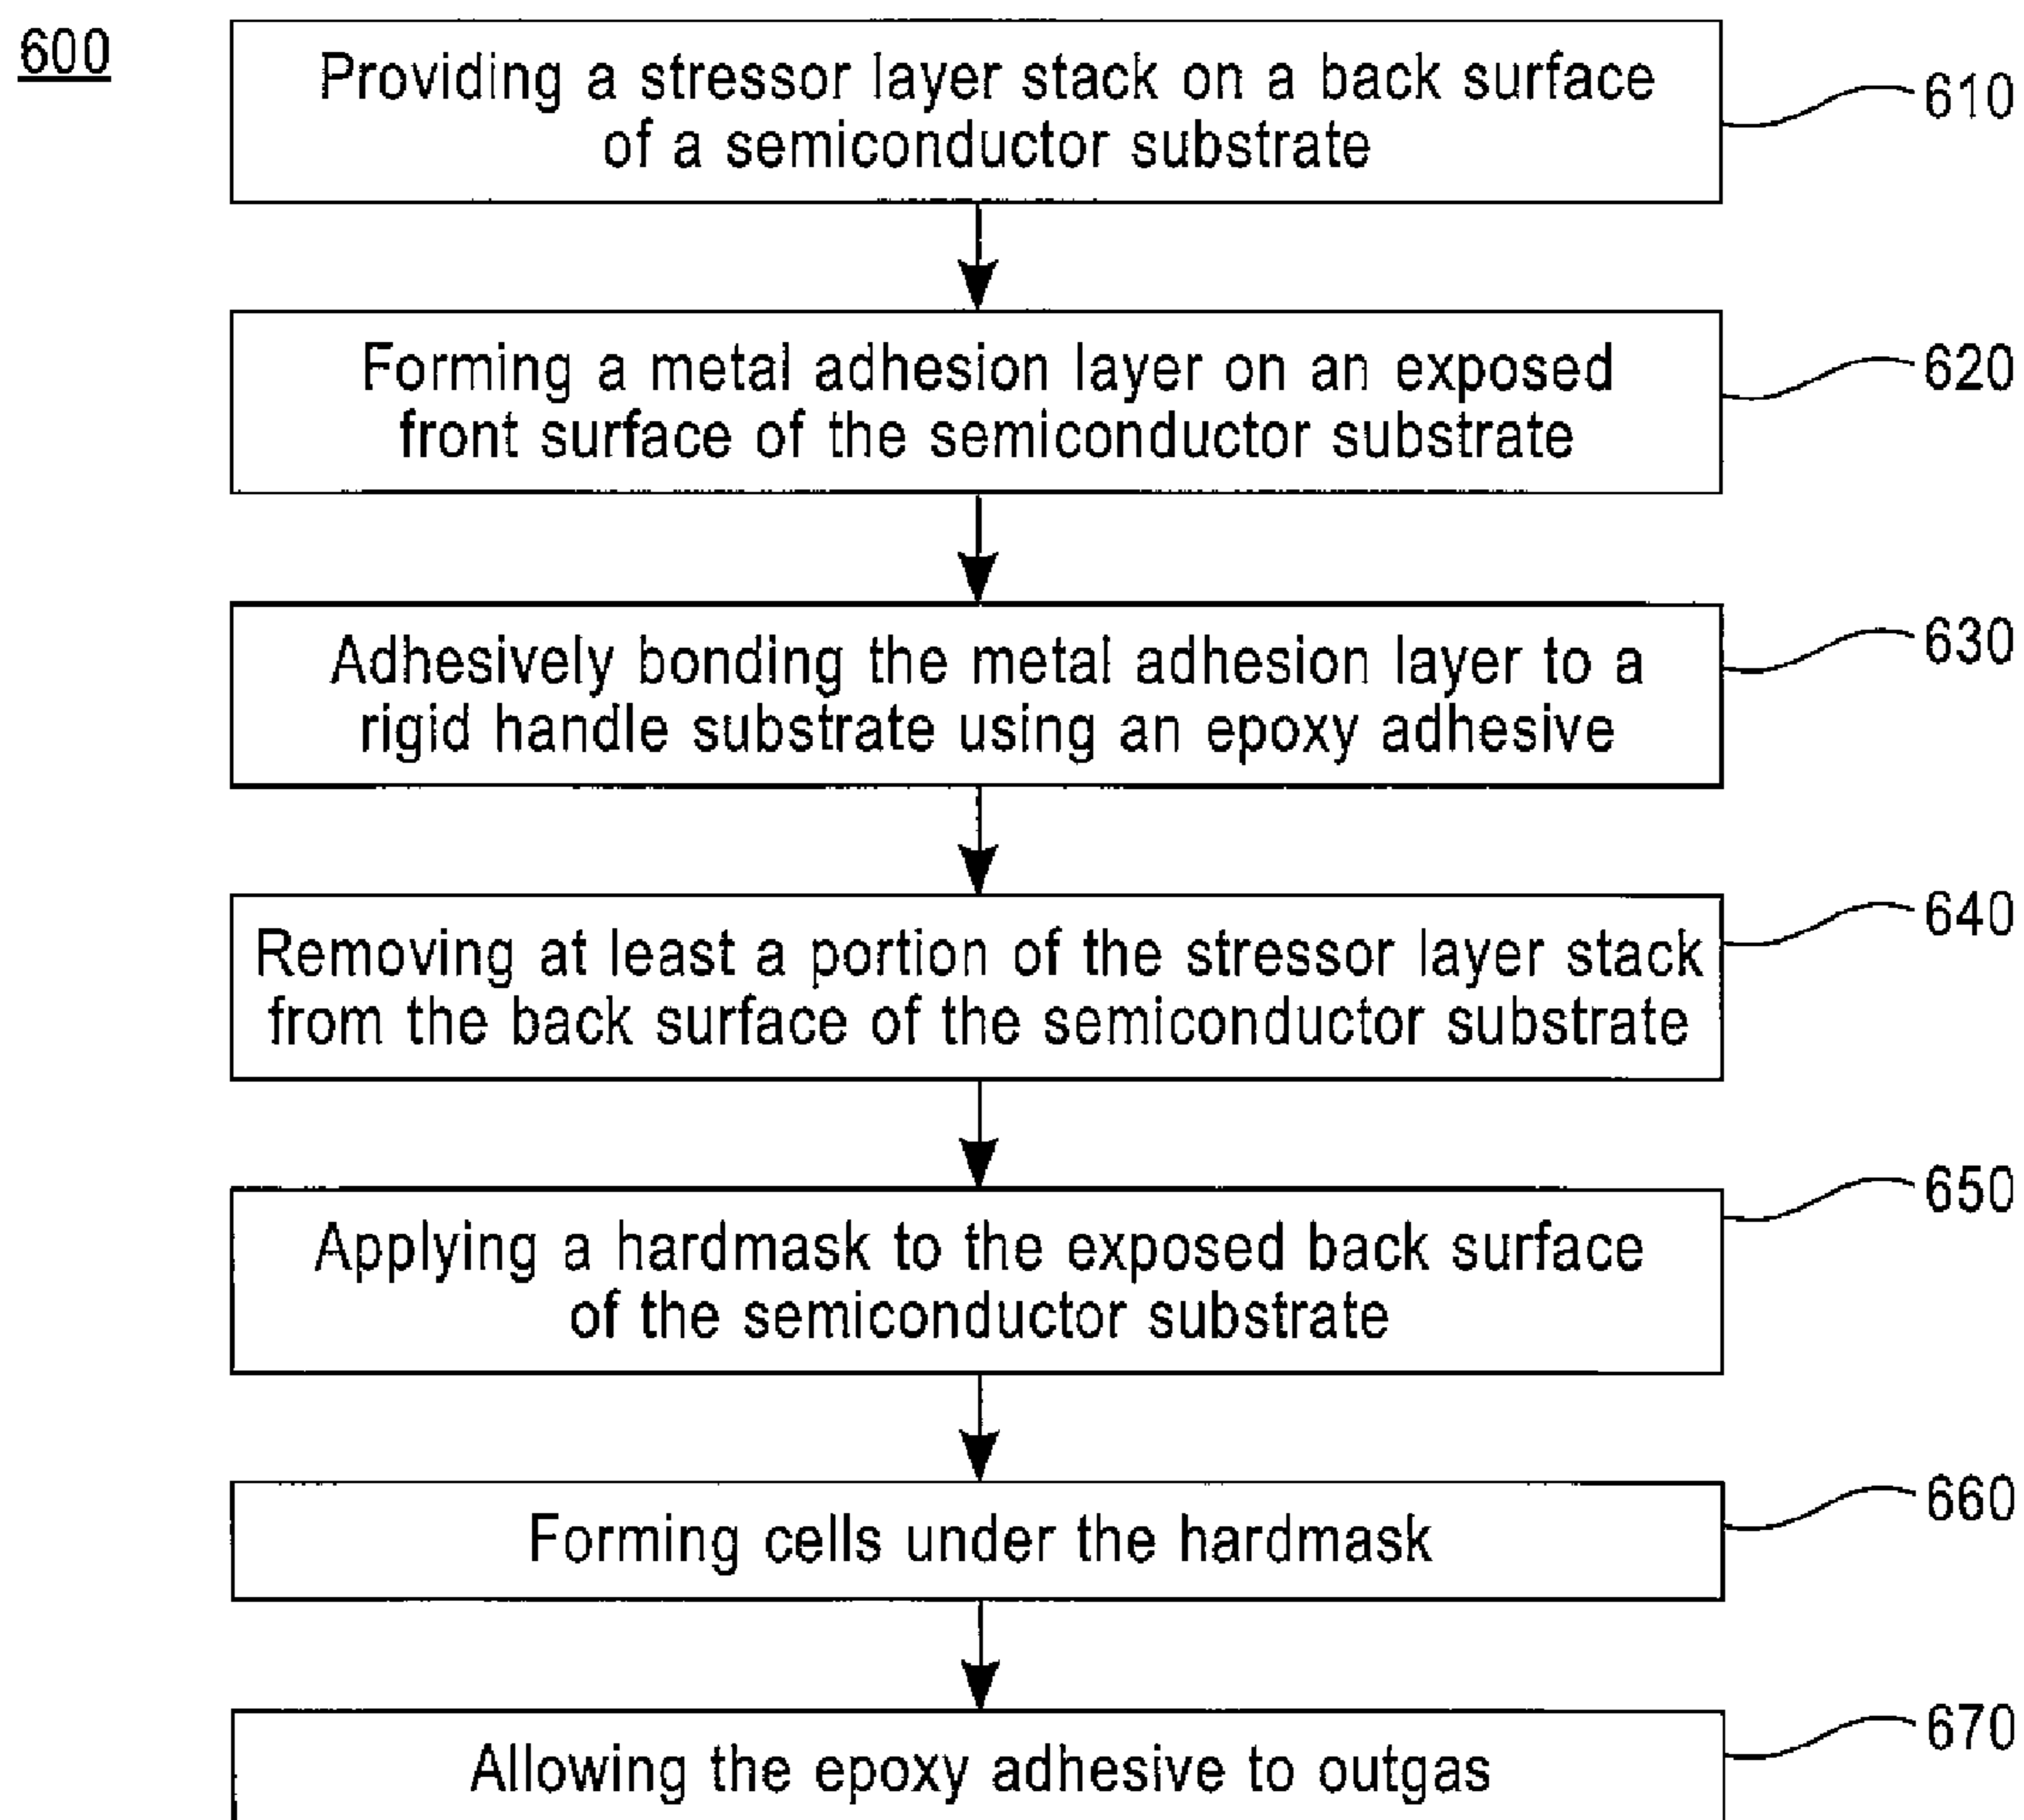 600
Providing a stressor layer stack on a back surface
of a semiconductor substrate
610
Forming a metal adhesion layer on an exposed
front surface of the semiconductor substrate
620
Adhesively bonding the metal adhesion layer to a
rigid handle substrate using an epoxy adhesive
630
Removing at least a portion of the stressor layer stack
from the back surface of the semiconductor substrate
640
Applying a hardmask to the exposed back surface
of the semiconductor substrate
650
Forming cells under the hardmask
660
Allowing the epoxy adhesive to outgas
670